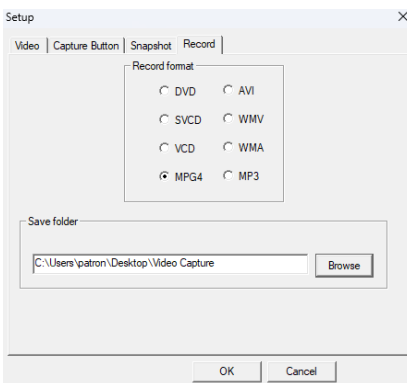 Setup
Video Capture Button Snapshot Record
Record format
DVD AVI
SVCD WMV
VCD WMA
MPG4 MP3
Save folder
C:\Users\patron\Desktop\Video Capture Browse
OK Cancel